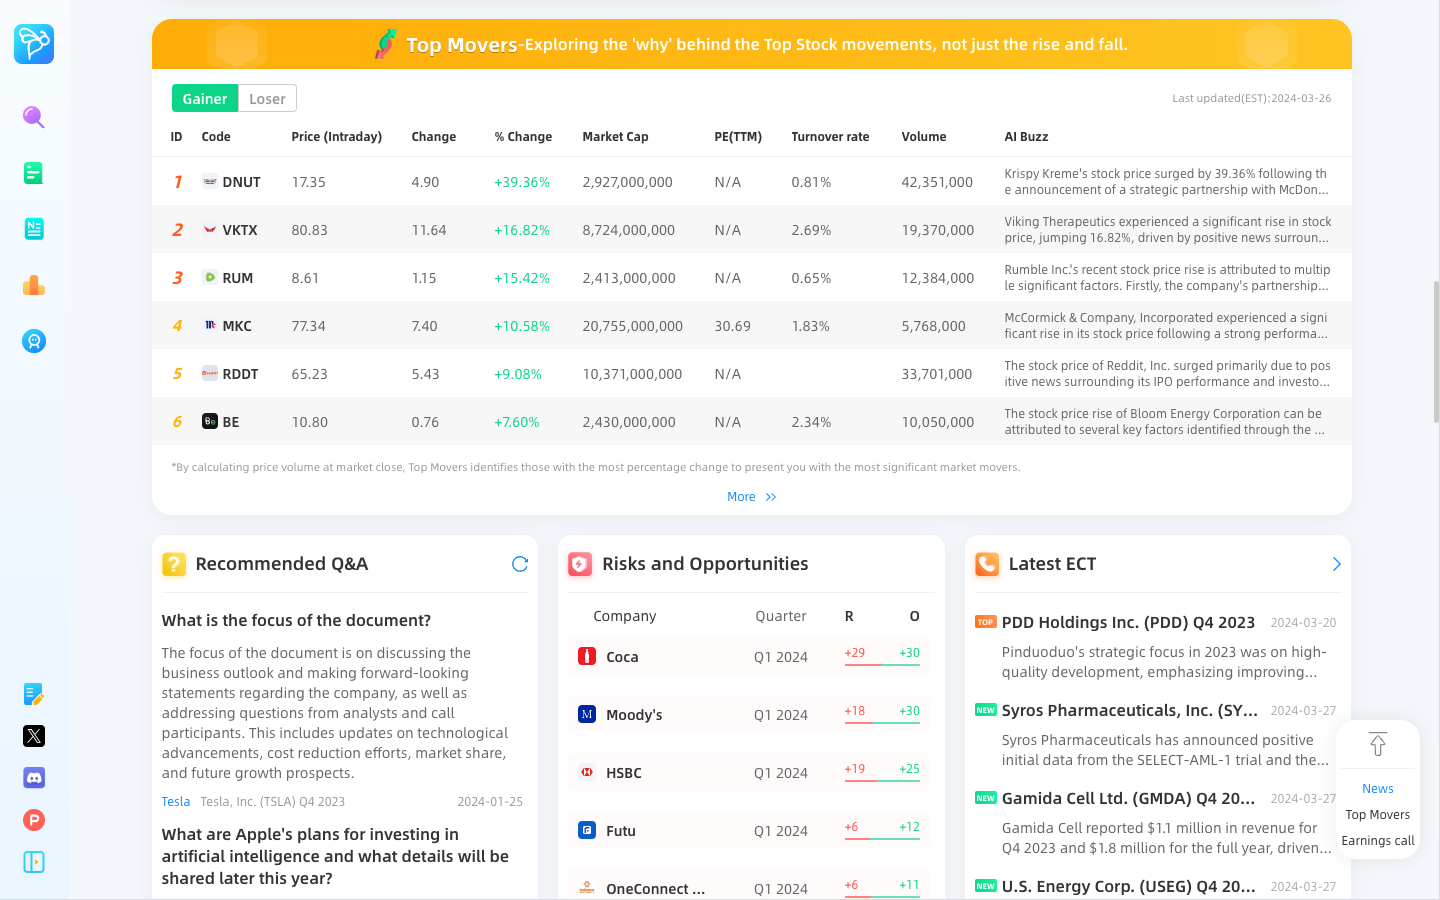 Top Movers-Exploring the 'why' behind the Top Stock movements, not just the rise and fall.
Gainer Loser Last updated(EST):2024-03-26
ID Code Price (Intraday) Change % Change Market Cap PE(TTM) Turnover rate Volume AI Buzz
1 DNUT 17.35 4.90 +39.36% 2,927,000,000 N/A 0.81% 42,351,000 Krispy Kreme's stock price surged by 39.36% following th
e announcement of a strategic partnership with McDon...
2 VKTX 80.83 11.64 +16.82% 8,724,000,000 N/A 2.69% 19,370,000 Viking Therapeutics experienced a significant rise in stock
price, jumping 16.82%, driven by positive news surroun...
3 RUM 8.61 1.15 +15.42% 2,413,000,000 N/A 0.65% 12,384,000 Rumble Inc.'s recent stock price rise is attributed to multip
le significant factors. Firstly, the company's partnership...
4 MKC 77.34 7.40 +10.58% 20,755,000,000 30.69 1.83% 5,768,000 McCormick & Company, Incorporated experienced a signi
ficant rise in its stock price following a strong performa...
5 RDDT 65.23 5.43 +9.08% 10,371,000,000 N/A 33,701,000 The stock price of Reddit, Inc. surged primarily due to pos
itive news surrounding its IPO performance and investo...
6 BE 10.80 0.76 +7.60% 2,430,000,000 N/A 2.34% 10,050,000 The stock price rise of Bloom Energy Corporation can be
attributed to several key factors identified through the ...
*By calculating price volume at market close, Top Movers identifies those with the most percentage change to present you with the most significant market movers.
More
Recommended Q&A
What is the focus of the document?
The focus of the document is on discussing the
business outlook and making forward-looking
statements regarding the company, as well as
addressing questions from analysts and call
participants. This includes updates on technological
advancements, cost reduction efforts, market share,
and future growth prospects.
Tesla Tesla, Inc. (TSLA) Q4 2023 2024-01-25
What are Apple's plans for investing in
artificial intelligence and what details will be
shared later this year?
Risks and Opportunities
Company Quarter R O
Coca Q1 2024 +29 +30
Moody's Q1 2024 +18 +30
HSBC Q1 2024 +19 +25
Futu Q1 2024 +6 +12
OneConnect ... Q1 2024 +6 +11
Latest ECT
TOP PDD Holdings Inc. (PDD) Q4 2023 2024-03-20
Pinduoduo's strategic focus in 2023 was on high-
quality development, emphasizing improving...
NEW Syros Pharmaceuticals, Inc. (SY... 2024-03-27
Syros Pharmaceuticals has announced positive
initial data from the SELECT-AML-1 trial and the...
NEW Gamida Cell Ltd. (GMDA) Q4 20... 2024-03-27
Gamida Cell reported $1.1 million in revenue for
Q4 2023 and $1.8 million for the full year, driven...
NEW U.S. Energy Corp. (USEG) Q4 20... 2024-03-27
News
Top Movers
Earnings call